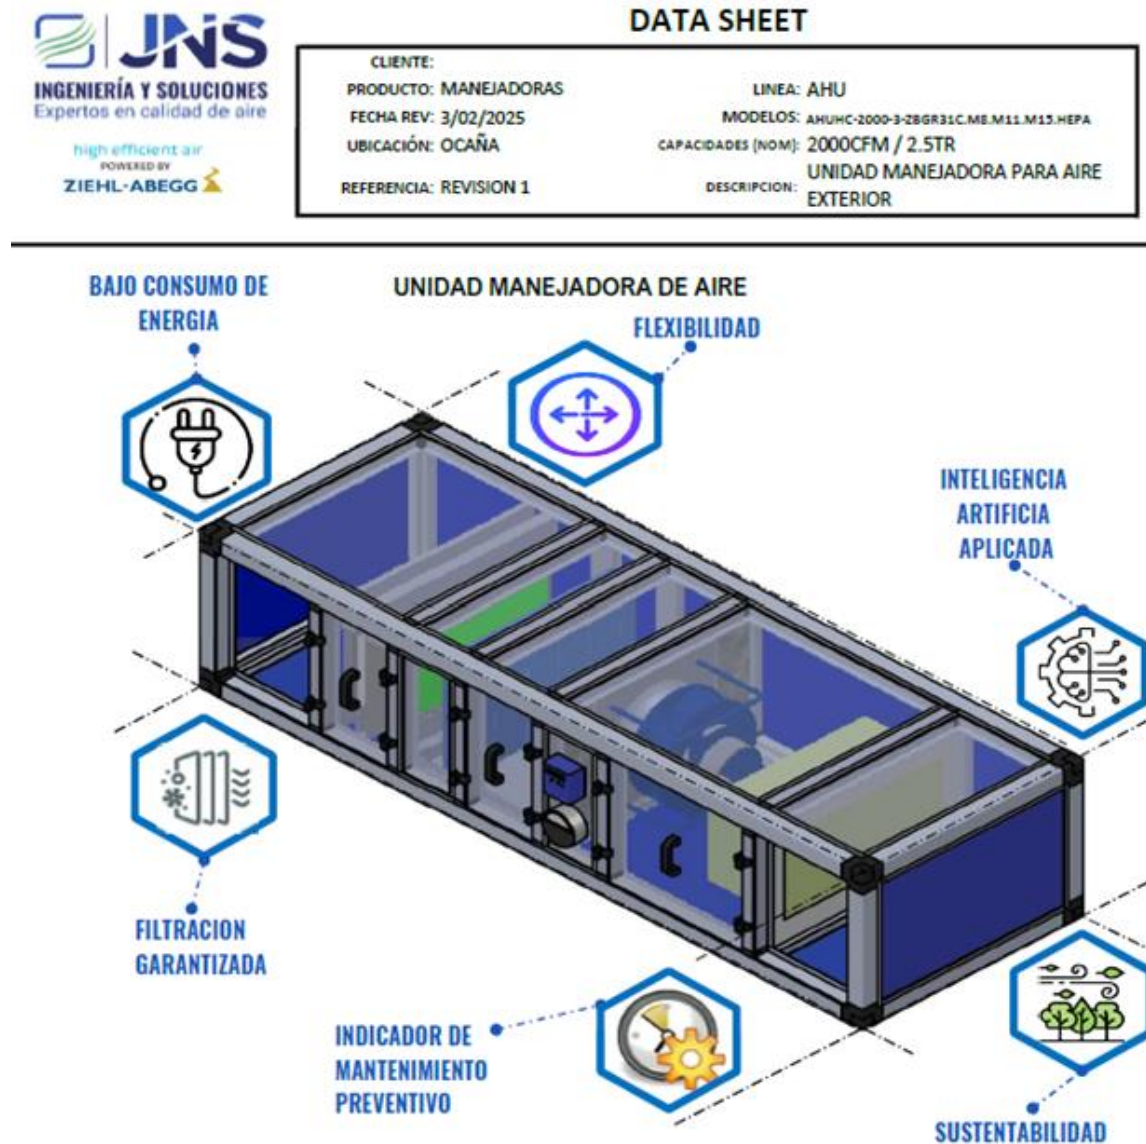 JNS
INGENIERÍA Y SOLUCIONES
Expertos en calidad de aire
high efficient air
POWERED BY
ZIEHL-ABEGG
DATA SHEET
CLIENTE:
PRODUCTO: MANEJADORAS
LINEA: AHU
FECHA REV: 3/02/2025
MODELOS: AHUHC-2000-3-ZBGR31C.M8.M11.M15.HEPA
UBICACIÓN: OCAÑA
CAPACIDADES (NOM): 2000CFM / 2.5TR
REFERENCIA: REVISION 1
DESCRIPCION: UNIDAD MANEJADORA PARA AIRE
EXTERIOR
UNIDAD MANEJADORA DE AIRE
BAJO CONSUMO DE
ENERGIA
FLEXIBILIDAD
INTELIGENCIA
ARTIFICIA
APLICADA
FILTRACION
GARANTIZADA
INDICADOR DE
MANTENIMIENTO
PREVENTIVO
SUSTENTABILIDAD